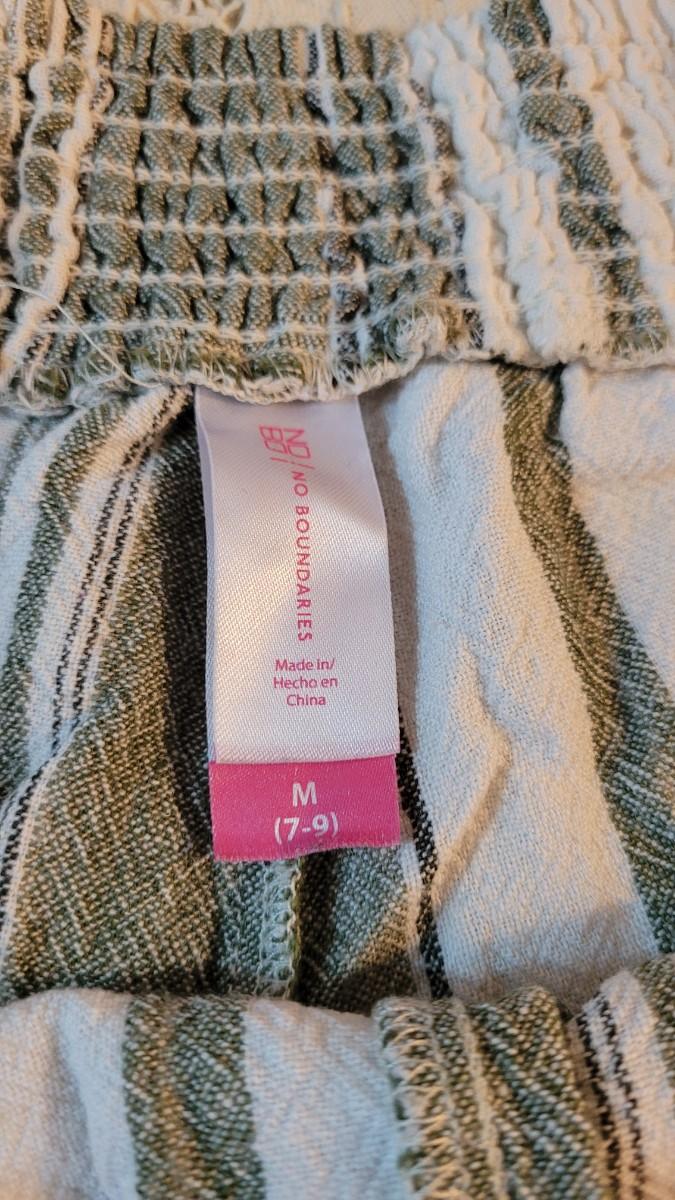 NO/
BO/
NO BOUNDARIES
Made in/
Hecho en
China
M
(7-9)